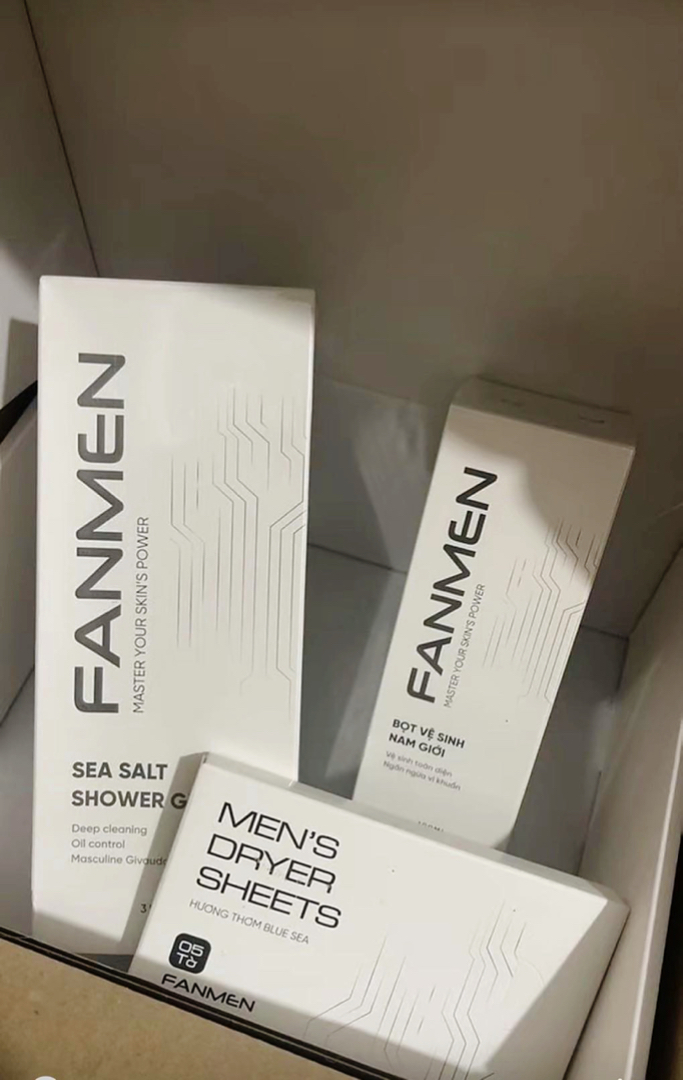 FANMEN
MASTER YOUR SKIN'S POWER
SEA SALT
SHOWER G
Deep cleaning
Oil control
Masculine
FANMEN
MASTER YOUR SKIN'S POWER
BỌT VỆ SINH
NAM GIỚI
Vệ sinh toàn diện
Ngăn ngừa vi khuẩn
MEN'S
DRYER
SHEETS
HƯƠNG THƠM BLUE SEA
05
TỜ
FANMEN